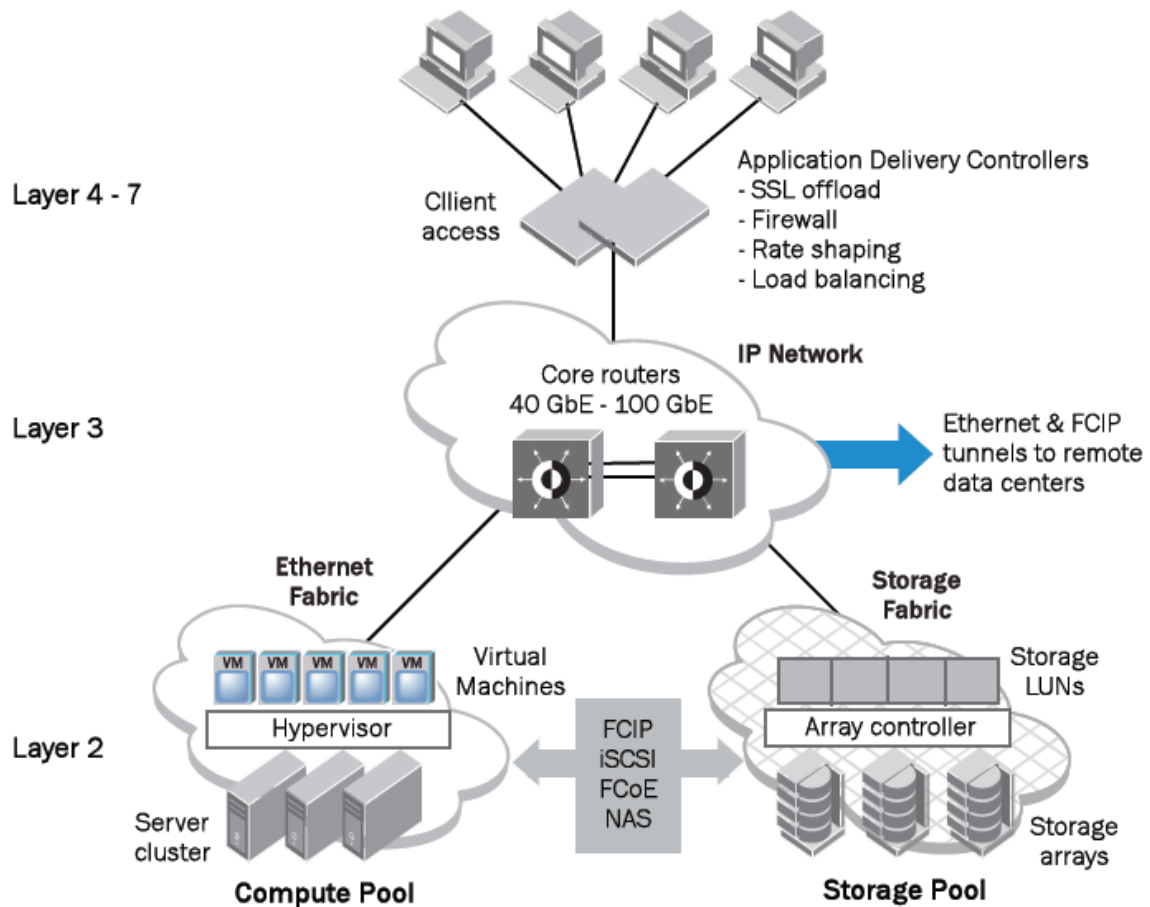 Layer 4 - 7
Cllient
access
Application Delivery Controllers
- SSL offload
- Firewall
- Rate shaping
- Load balancing
Layer 3
IP Network
Core routers
40 GbE - 100 GbE
Ethernet & FCIP
tunnels to remote
data centers
Ethernet
Fabric
Storage
Fabric
Layer 2
VM VM VM VM VM
Virtual
Machines
Hypervisor
Server
cluster
Compute Pool
FCIP
iSCSI
FCoE
NAS
Storage
LUNs
Array controller
Storage
arrays
Storage Pool